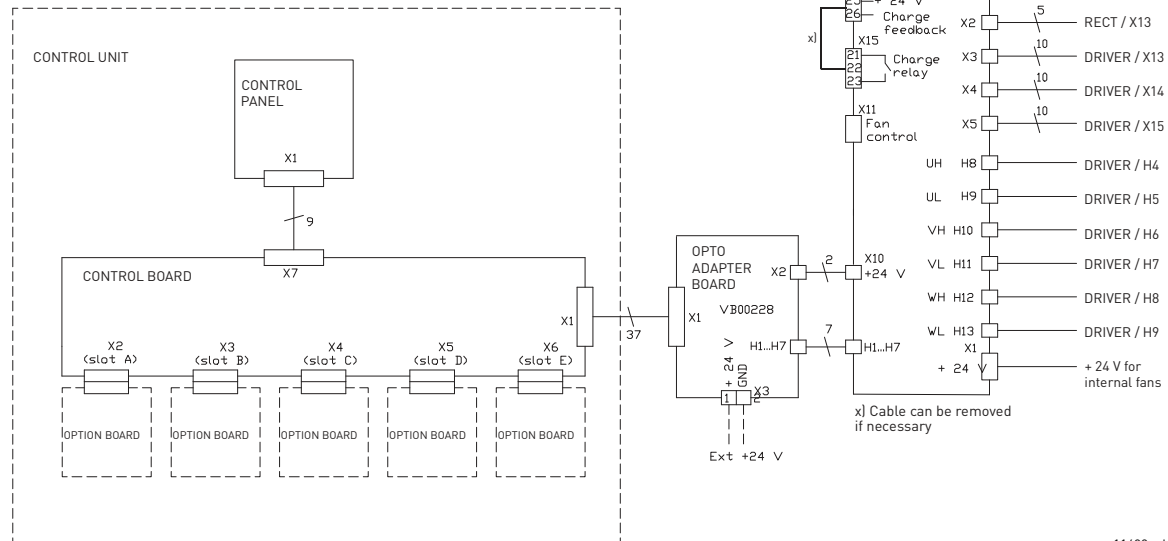 CONTROL UNIT
CONTROL
PANEL
X1
9
X7
CONTROL BOARD
X1
37
X2
(slot A)
X3
(slot B)
X4
(slot C)
X5
(slot D)
X6
(slot E)
OPTION BOARD
OPTION BOARD
OPTION BOARD
OPTION BOARD
OPTION BOARD
OPTO
ADAPTER
BOARD
VB00228
X1
X2
2
H1...H7
7
+ 24 V
GND
1
2
X3
Ext +24 V
25
+ 24 V
26
Charge
feedback
x)
X15
21
22
23
Charge
relay
X11
Fan
control
X10
+24 V
H1...H7
X2
5
RECT / X13
X3
10
DRIVER / X13
X4
10
DRIVER / X14
X5
10
DRIVER / X15
UH H8
DRIVER / H4
UL H9
DRIVER / H5
VH H10
DRIVER / H6
VL H11
DRIVER / H7
WH H12
DRIVER / H8
WL H13
DRIVER / H9
X1
+ 24 V
+ 24 V for
internal fans
x) Cable can be removed
if necessary